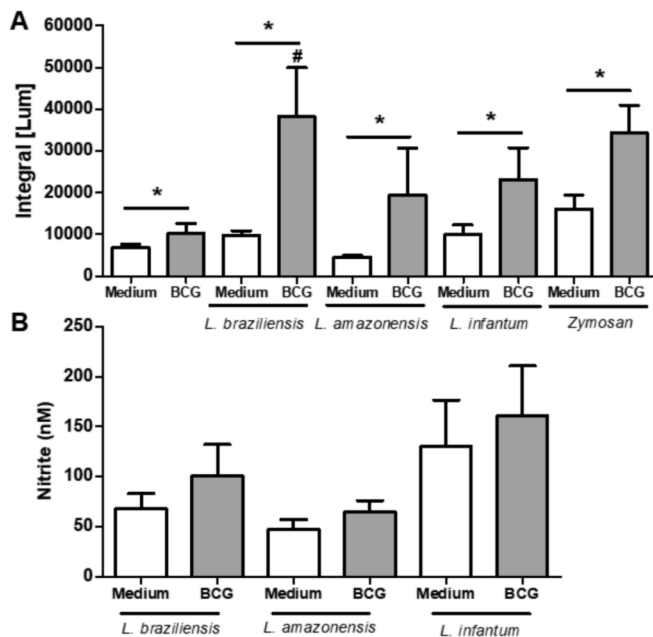 A
Integral [Lum]
60000
50000
40000
30000
20000
10000
0
* * # * * *
Medium BCG Medium BCG Medium BCG Medium BCG Medium BCG
L. braziliensis L. amazonensis L. infantum Zymosan
B
Nitrite (nM)
250
200
150
100
50
0
Medium BCG Medium BCG Medium BCG
L. braziliensis L. amazonensis L. infantum